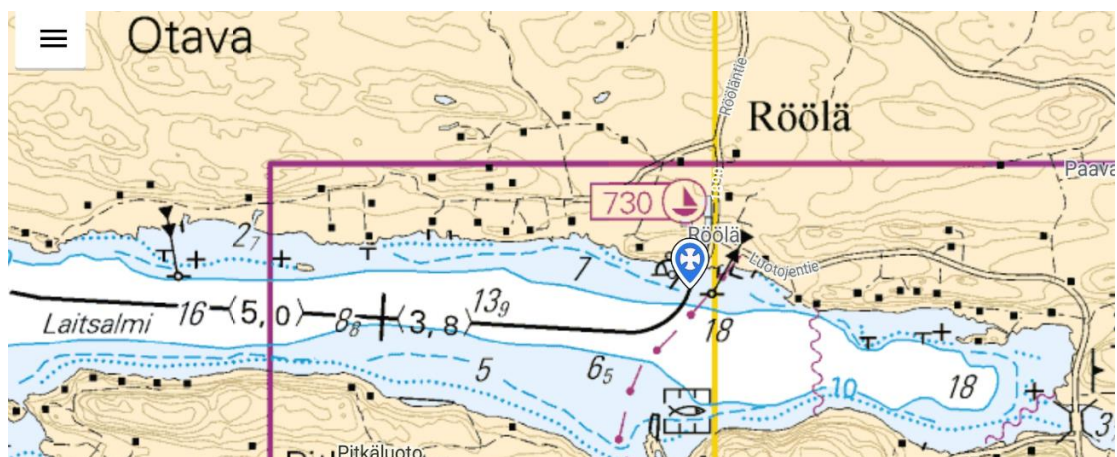 Otava
Röölä
Rööläntie
Paava
730
Röölä
Luotojentie
2₇
7
16
⟨5,0⟩
8₈
⟨3,8⟩
13₉
18
Laitsalmi
5
6₅
10
18
3
Pitkäluoto